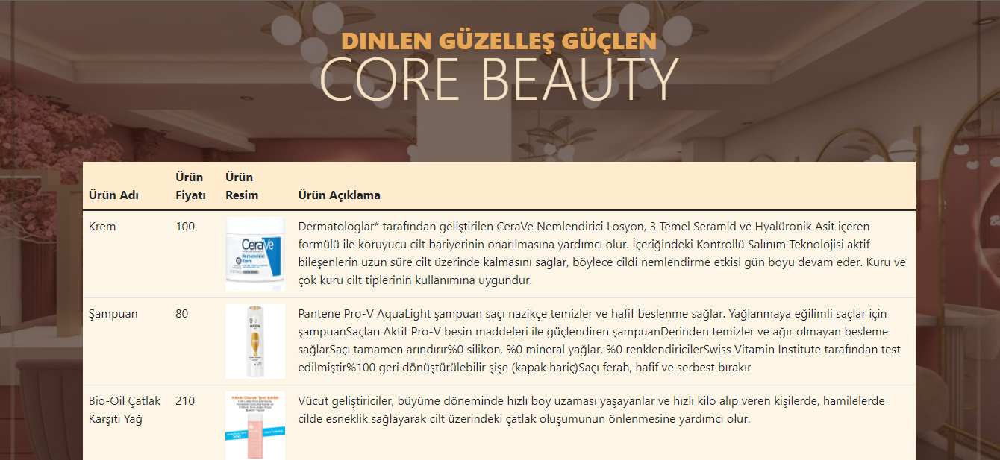 DINLEN GÜZELLEŞ GÜÇLEN
CORE BEAUTY
Ürün Adı
Ürün
Fiyatı
Ürün
Resim
Ürün Açıklama
Krem
100
CeraVe
Nemlendirici
Krem
Dermatologlar* tarafından geliştirilen CeraVe Nemlendirici Losyon, 3 Temel Seramid ve Hyalüronik Asit içeren
formülü ile koruyucu cilt bariyerinin onarılmasına yardımcı olur. İçeriğindeki Kontrollü Salınım Teknolojisi aktif
bileşenlerin uzun süre cilt üzerinde kalmasını sağlar, böylece cildi nemlendirme etkisi gün boyu devam eder. Kuru ve
çok kuru cilt tiplerinin kullanımına uygundur.
Şampuan
80
Pantene Pro-V AquaLight şampuan saçı nazikçe temizler ve hafif beslenme sağlar. Yağlanmaya eğilimli saçlar için
şampuanSaçları Aktif Pro-V besin maddeleri ile güçlendiren şampuanDerinden temizler ve ağır olmayan besleme
sağlarSaçı tamamen arındırır%0 silikon, %0 mineral yağlar, %0 renklendiricilerSwiss Vitamin Institute tarafından test
edilmiştir%100 geri dönüştürülebilir şişe (kapak hariç)Saçı ferah, hafif ve serbest bırakır
Bio-Oil Çatlak
Karşıtı Yağ
210
Klinik Olarak Test Edildi
Vücut geliştiriciler, büyüme döneminde hızlı boy uzaması yaşayanlar ve hızlı kilo alıp veren kişilerde, hamilelerde
cilde esneklik sağlayarak cilt üzerindeki çatlak oluşumunun önlenmesine yardımcı olur.